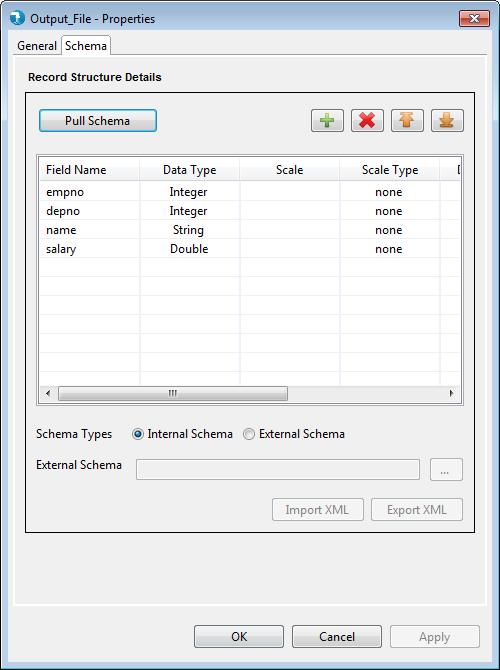 Output_File - Properties
General Schema
Record Structure Details
Pull Schema
Field Name Data Type Scale Scale Type
empno Integer none
depno Integer none
name String none
salary Double none
Schema Types Internal Schema External Schema
External Schema ...
Import XML Export XML
OK Cancel Apply